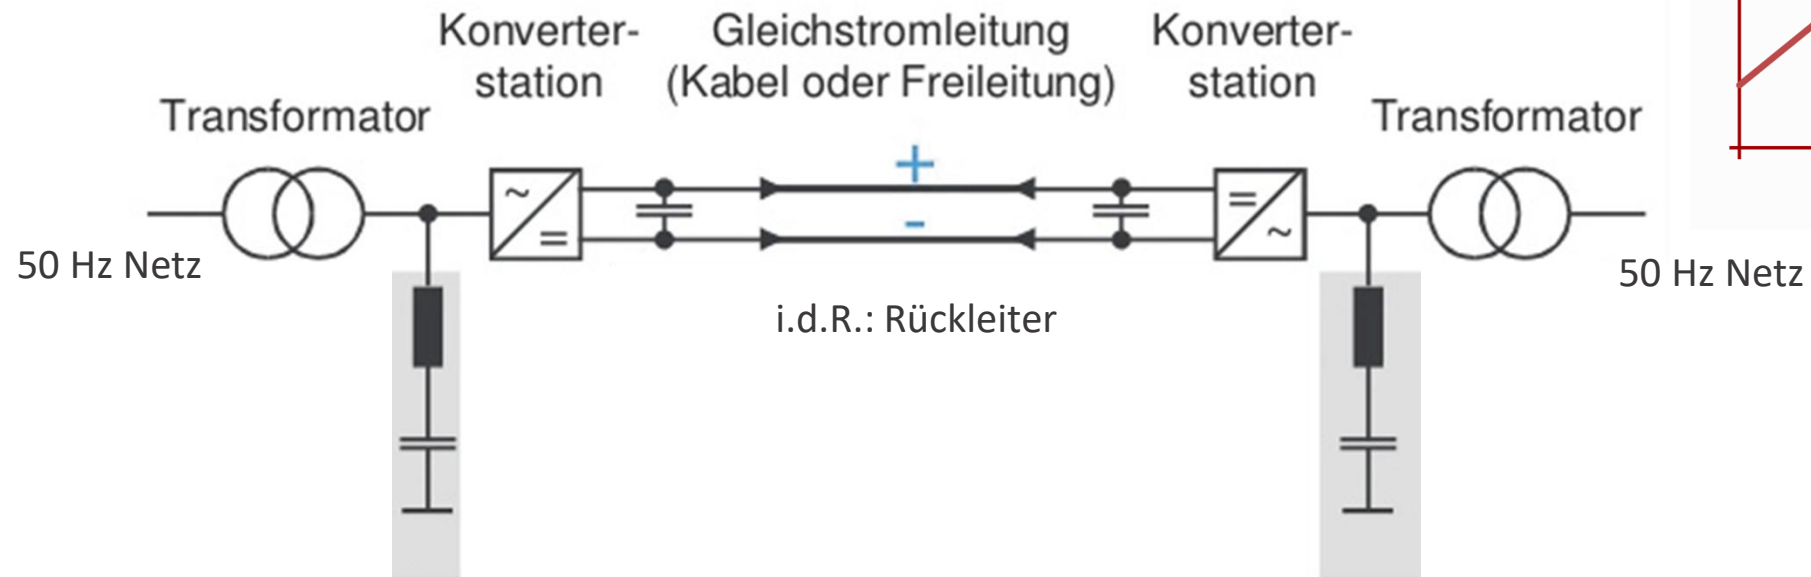 Konverter-
station
Gleichstromleitung
(Kabel oder Freileitung)
Konverter-
station
Transformator
Transformator
+
-
~
=
=
~
50 Hz Netz
50 Hz Netz
i.d.R.: Rückleiter